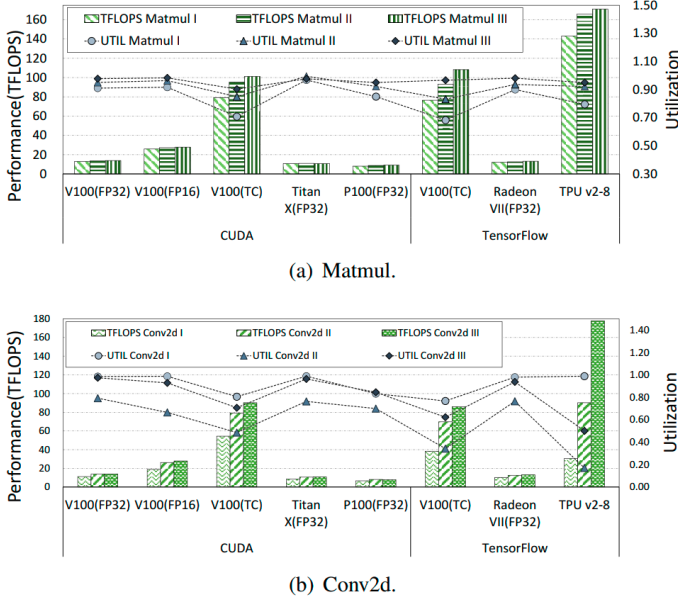 TFLOPS Matmul I TFLOPS Matmul II TFLOPS Matmul III
UTIL Matmul I UTIL Matmul II UTIL Matmul III
Performance(TFLOPS)
180
160
140
120
100
80
60
40
20
0
1.50
1.30
1.10
0.90
0.70
0.50
0.30
Utilization
V100(FP32) V100(FP16) V100(TC) Titan X(FP32) P100(FP32) V100(TC) Radeon VII(FP32) TPU v2-8
CUDA TensorFlow
(a) Matmul.
TFLOPS Conv2d I TFLOPS Conv2d II TFLOPS Conv2d III
UTIL Conv2d I UTIL Conv2d II UTIL Conv2d III
Performance(TFLOPS)
180
160
140
120
100
80
60
40
20
0
1.40
1.20
1.00
0.80
0.60
0.40
0.20
0.00
Utilization
V100(FP32) V100(FP16) V100(TC) Titan X(FP32) P100(FP32) V100(TC) Radeon VII(FP32) TPU v2-8
CUDA TensorFlow
(b) Conv2d.